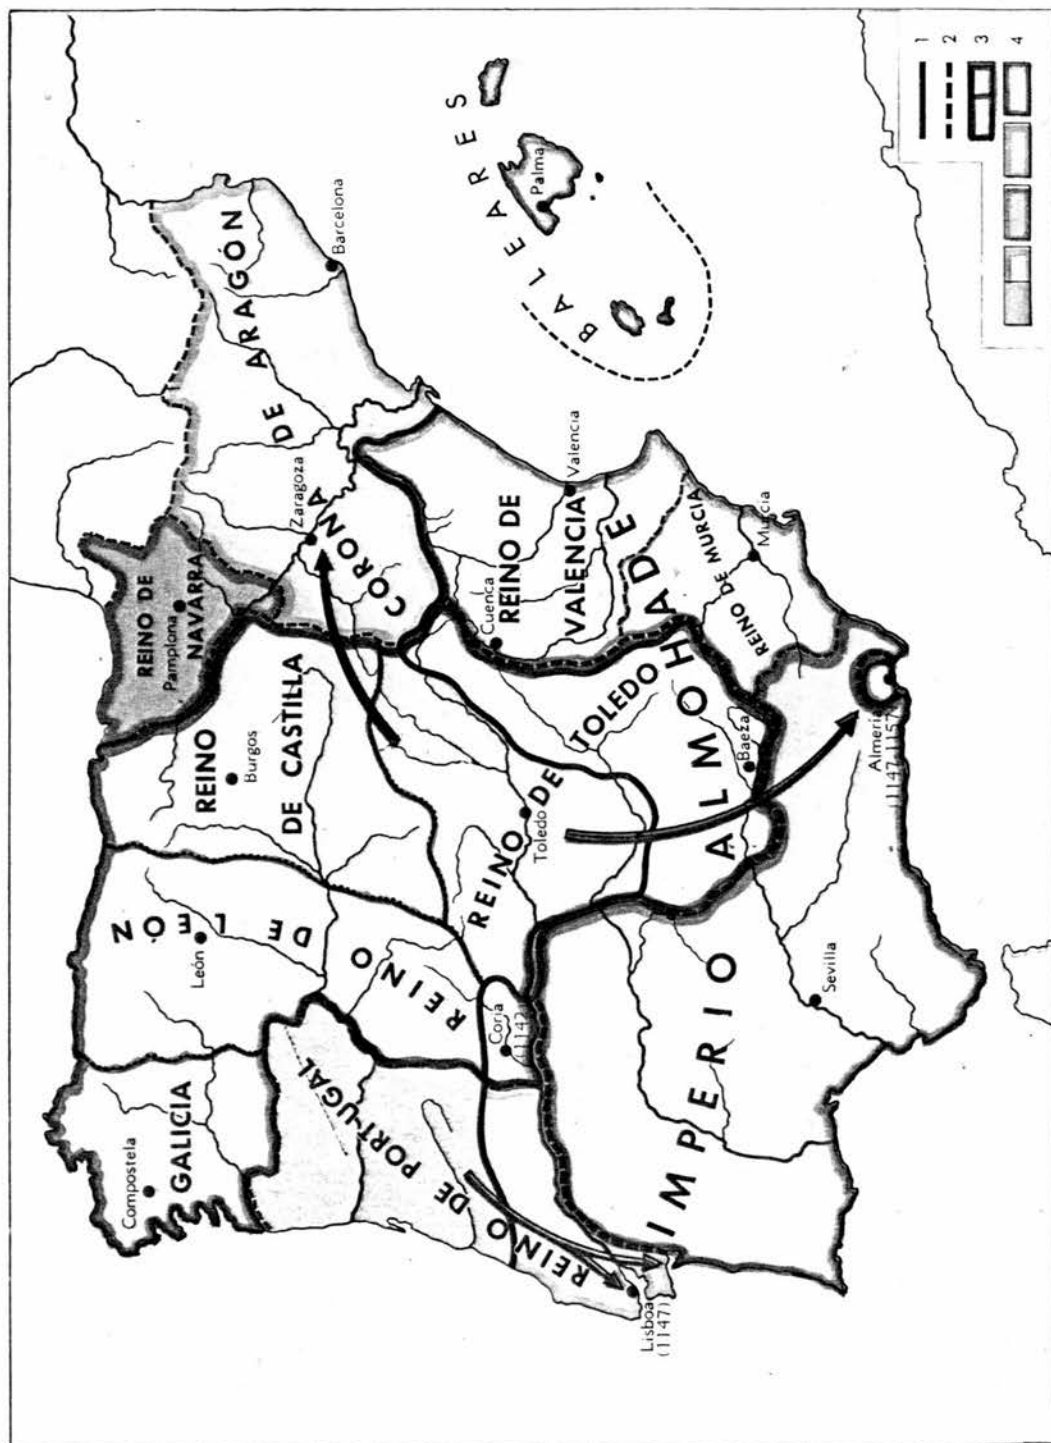 Compostela
GALICIA
León
REINO DE LEÓN
REINO
DE CASTILLA
Burgos
REINO DE
Pamplona
NAVARRA
CORONA DE ARAGÓN
Zaragoza
Barcelona
BALEARES
Palma
REINO DE PORTUGAL
Coria
(1142)
Lisboa
(1147)
REINO DE TOLEDO
Toledo
Cuenca
REINO DE
VALENCIA
Valencia
REINO DE MURCIA
Murcia
IMPERIO ALMOHADE
Baeza
Sevilla
Almería
(1147-1157)
1
2
3
4